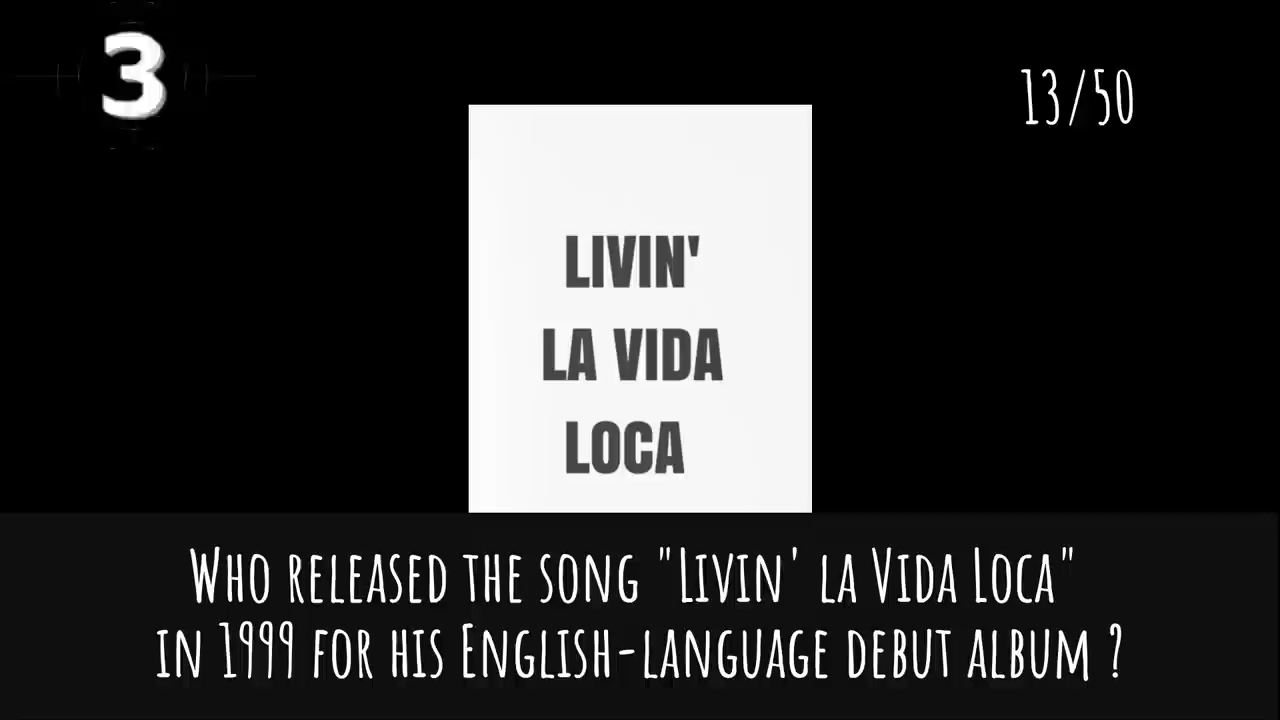 3
13/50
LIVIN'
LA VIDA
LOCA
WHO RELEASED THE SONG "LIVIN' LA VIDA LOCA"
IN 1999 FOR HIS ENGLISH-LANGUAGE DEBUT ALBUM ?